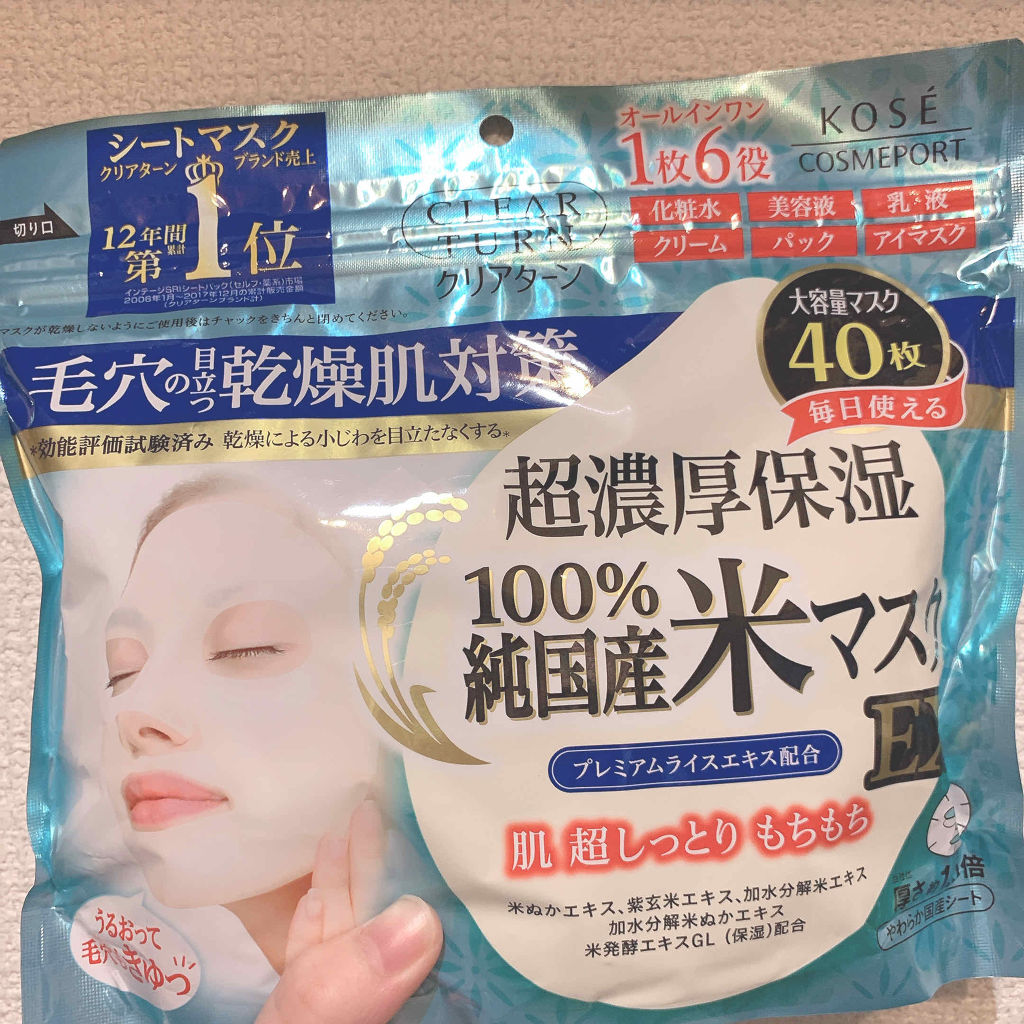 シートマスク
クリアターン ブランド売上
12年間
累計
第1位
インテージSRIシートパック(セルフ・薬系)市場
2006年1月〜2017年12月の累計販売金額
(クリアターンブランド計)
切り口
マスクが乾燥しないようにご使用後はチャックをきちんと閉めてください。
CLEAR
TURN
クリアターン
オールインワン
1枚6役
化粧水 美容液 乳液
クリーム パック アイマスク
KOSÉ
COSMEPORT
大容量マスク
40枚
毎日使える
毛穴の目立つ乾燥肌対策
*効能評価試験済み 乾燥による小じわを目立たなくする*
超濃厚保湿
100%
純国産米マスク
EX
プレミアムライスエキス配合
肌 超しっとり もちもち
米ぬかエキス、紫玄米エキス、加水分解米エキス
加水分解米ぬかエキス
米発酵エキスGL (保湿)配合
うるおって
毛穴もきゅっ
厚さ約
倍
やわらか国産シート